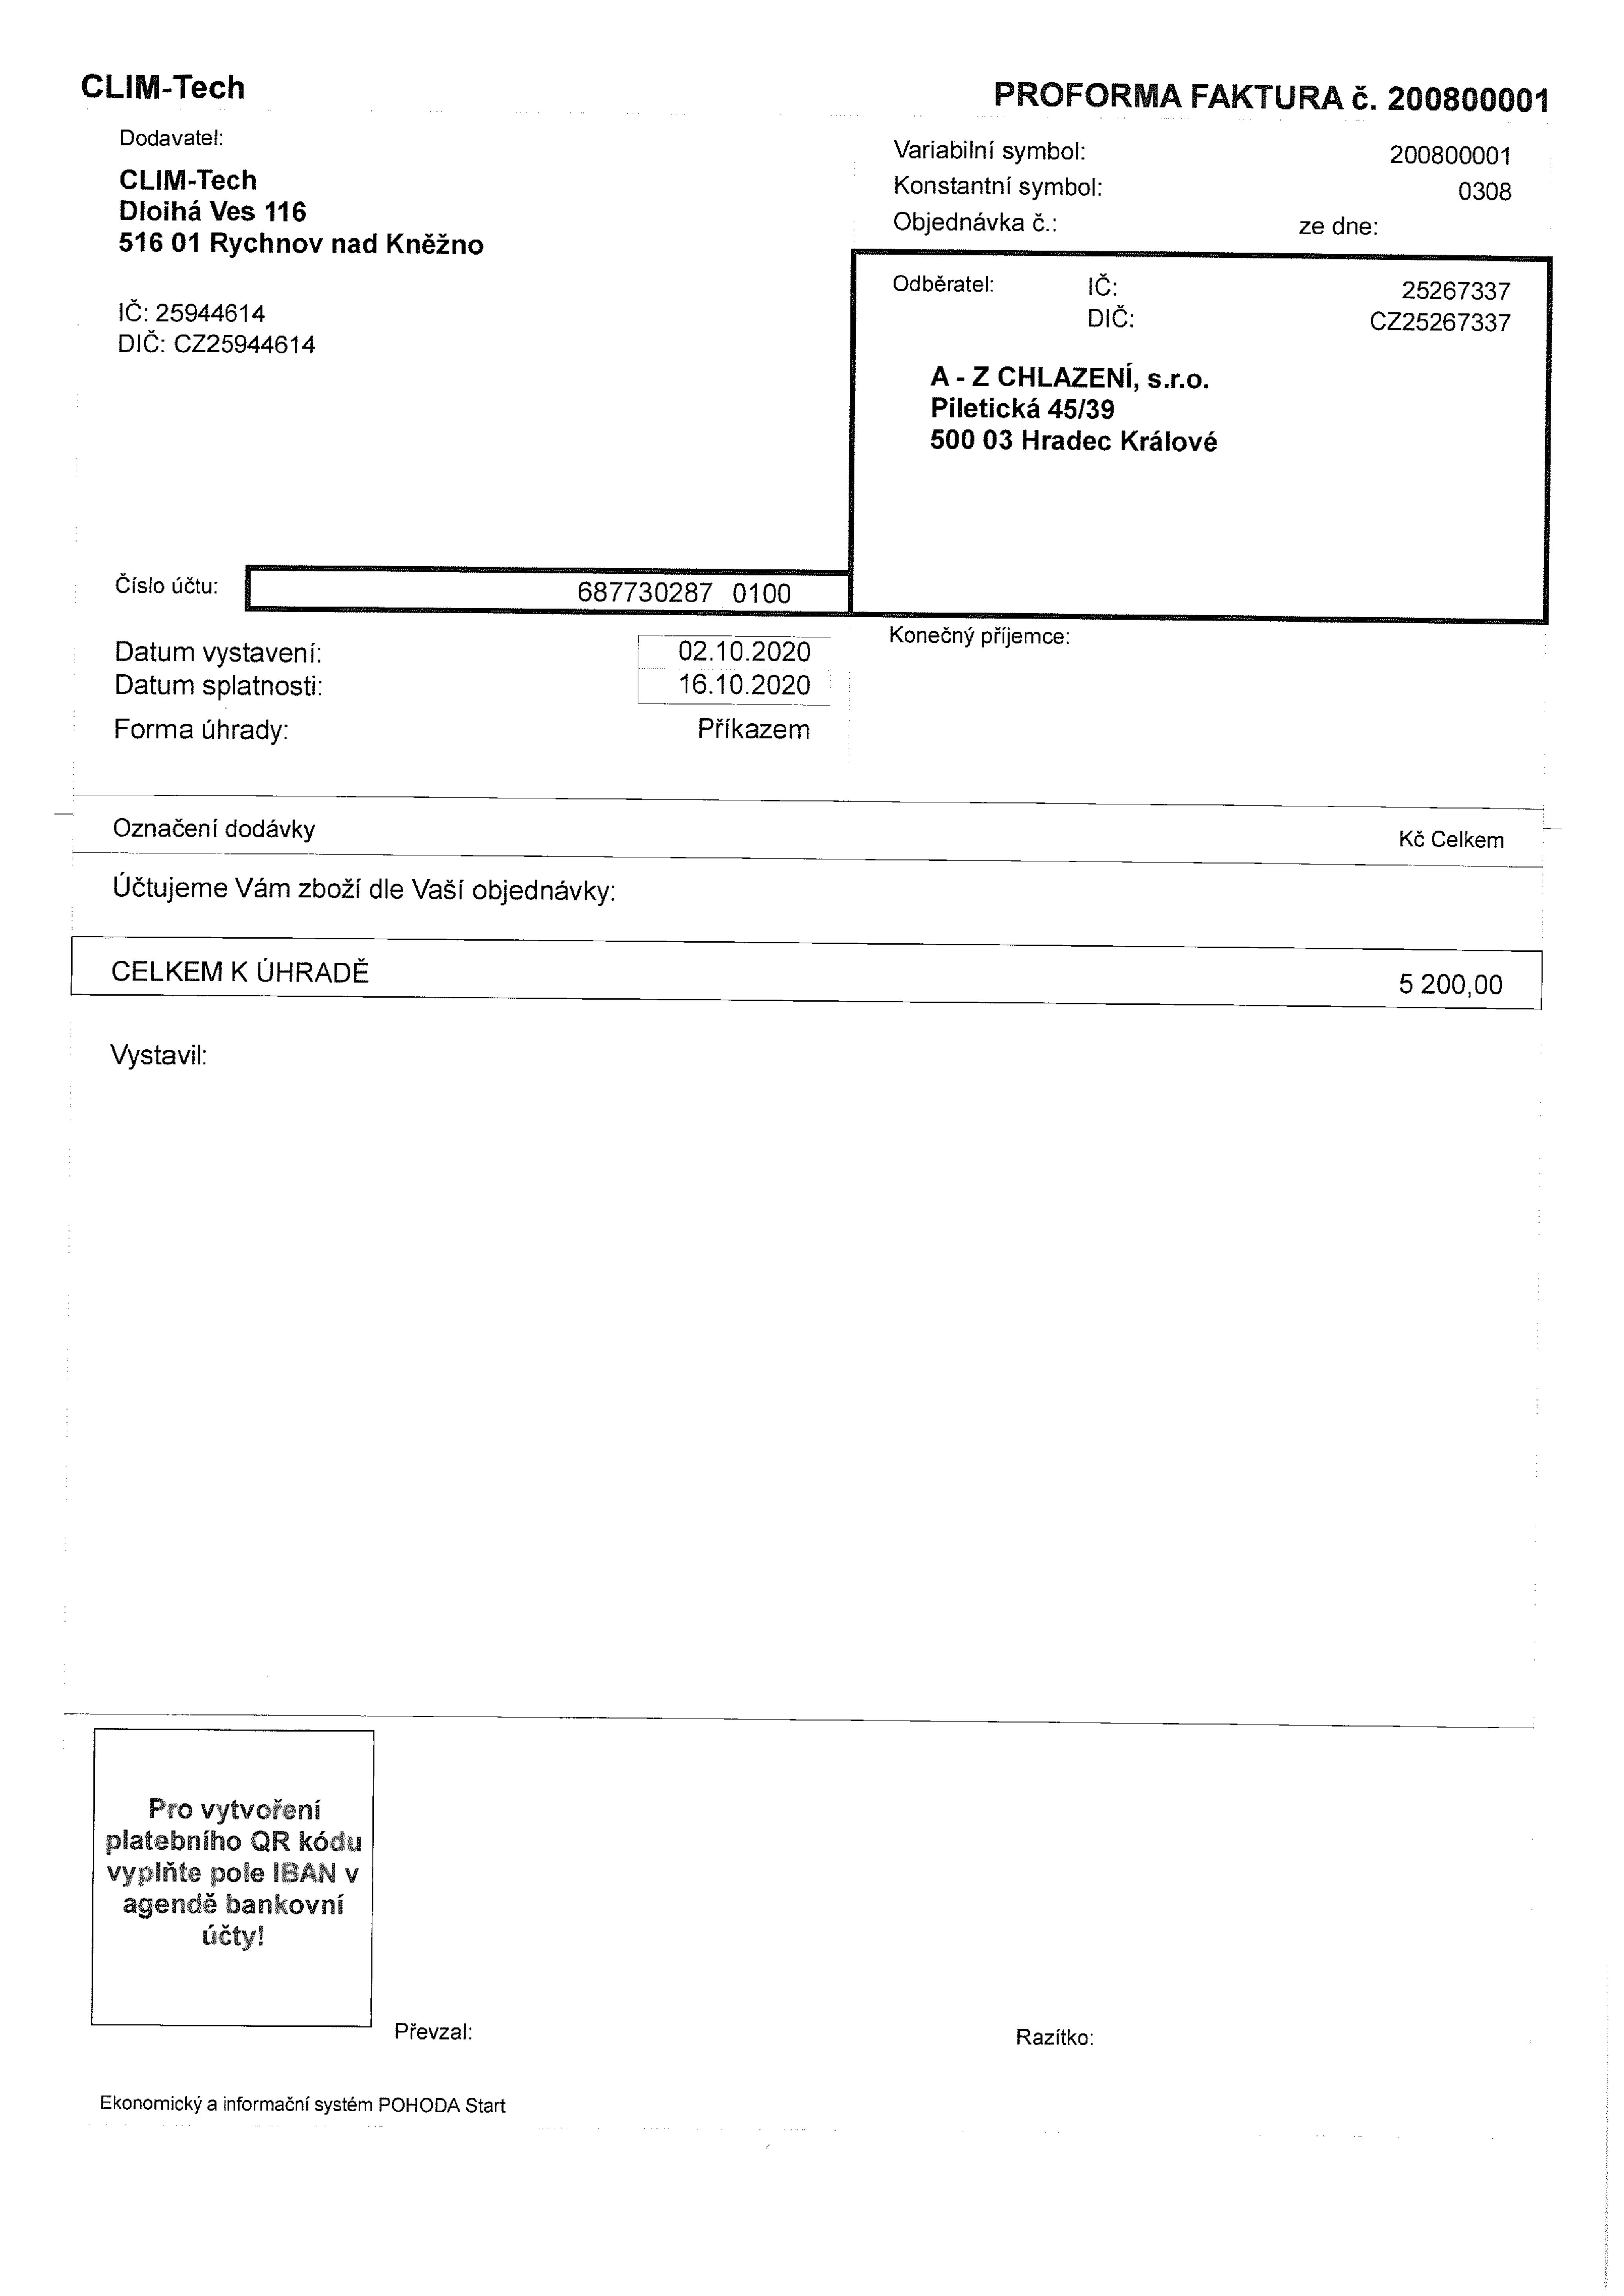 CLIM-Tech
PROFORMA FAKTURA č. 200800001
Dodavatel:
CLIM-Tech
Dloihá Ves 116
516 01 Rychnov nad Kněžno
IČ: 25944614
DIČ: CZ25944614
Variabilní symbol: 200800001
Konstantní symbol: 0308
Objednávka č.: ze dne:
Odběratel: IČ: 25267337
DIČ: CZ25267337
A - Z CHLAZENÍ, s.r.o.
Piletická 45/39
500 03 Hradec Králové
Číslo účtu: 687730287 0100
Konečný příjemce:
Datum vystavení: 02.10.2020
Datum splatnosti: 16.10.2020
Forma úhrady: Příkazem
Označení dodávky Kč Celkem
Účtujeme Vám zboží dle Vaší objednávky:
CELKEM K ÚHRADĚ 5 200,00
Vystavil:
Pro vytvoření
platebního QR kódu
vyplňte pole IBAN v
agendě bankovní
účty!
Převzal: Razítko:
Ekonomický a informační systém POHODA Start